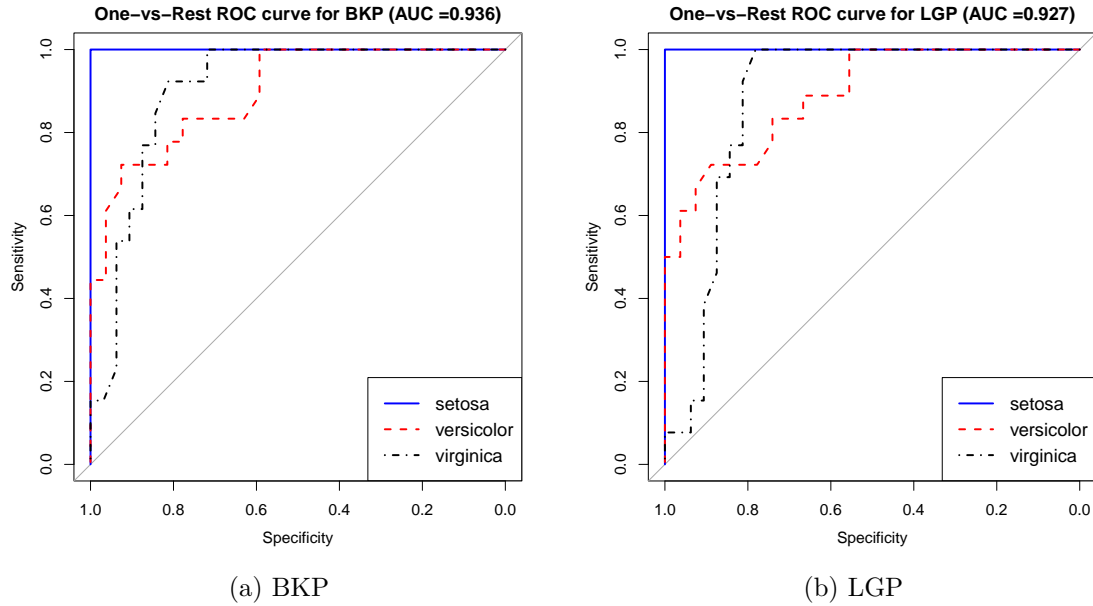 One−vs−Rest ROC curve for BKP (AUC =0.936)
Sensitivity
1.0
0.8
0.6
0.4
0.2
0.0
setosa
versicolor
virginica
1.0 0.8 0.6 0.4 0.2 0.0
Specificity
(a) BKP
One−vs−Rest ROC curve for LGP (AUC =0.927)
Sensitivity
1.0
0.8
0.6
0.4
0.2
0.0
setosa
versicolor
virginica
1.0 0.8 0.6 0.4 0.2 0.0
Specificity
(b) LGP